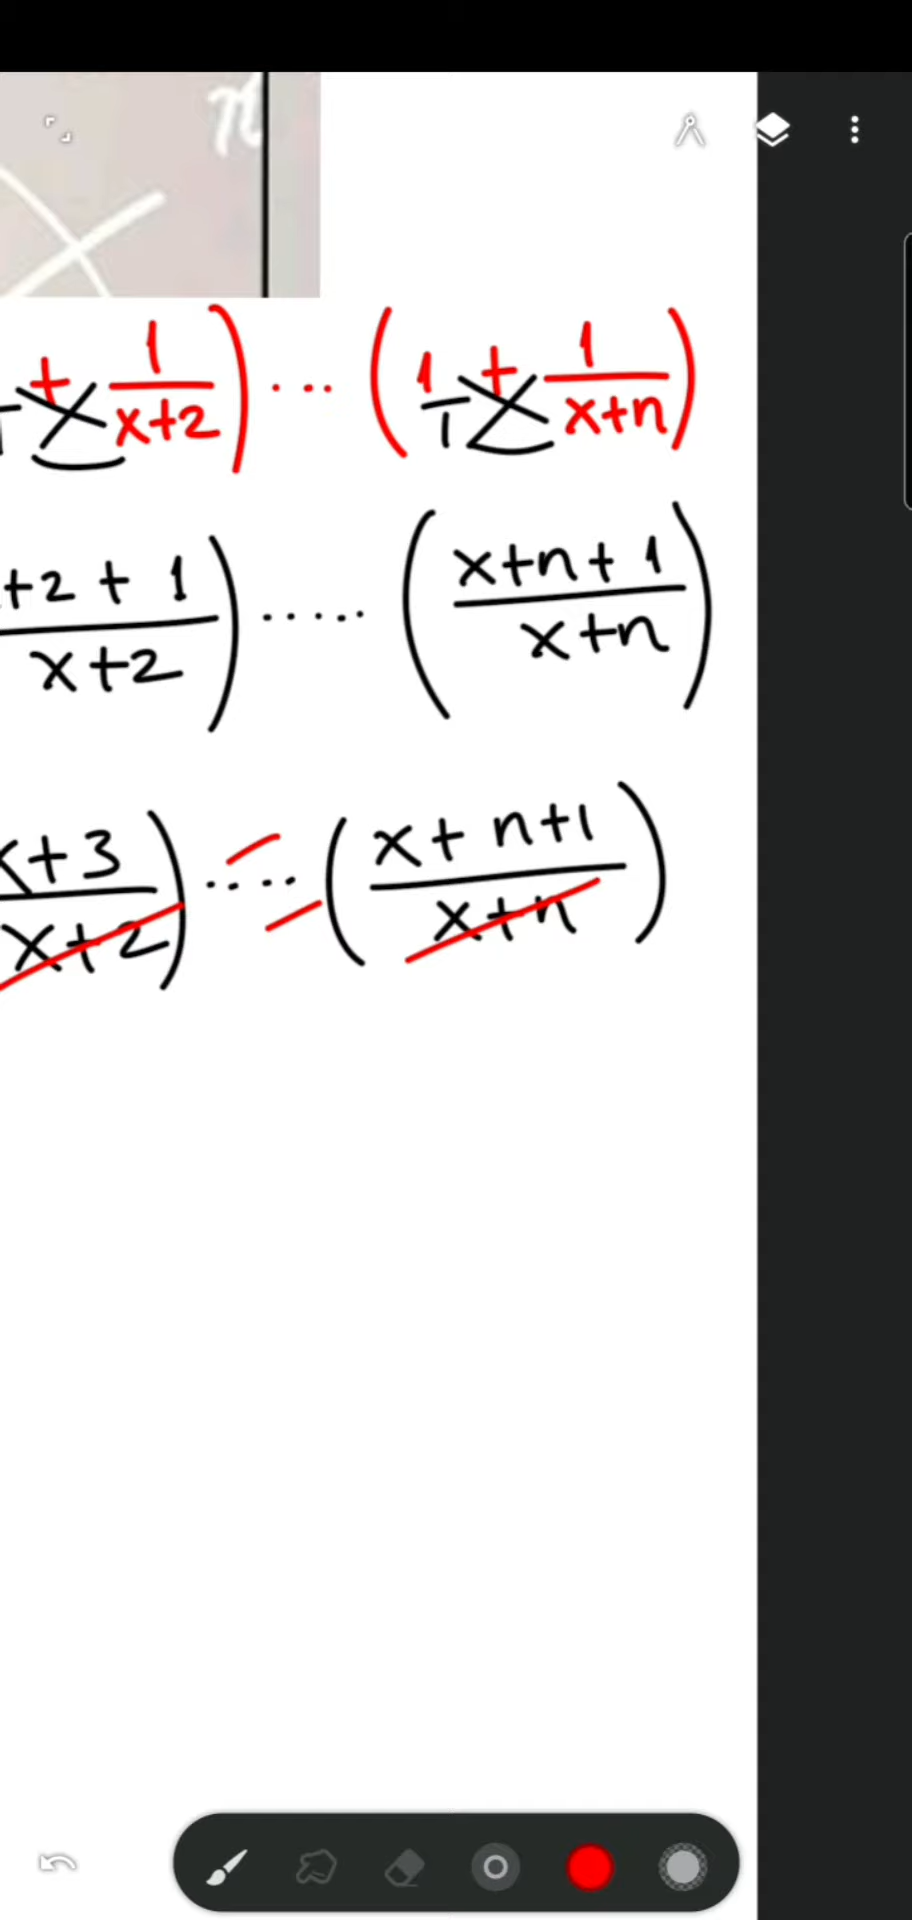 π
+ 1/(x+2)) ... (1/1 + 1/(x+n))
+2 + 1)/(x+2) ..... ((x+n+1)/(x+n))
x+3)/(x+2) .... ((x+n+1)/(x+n))